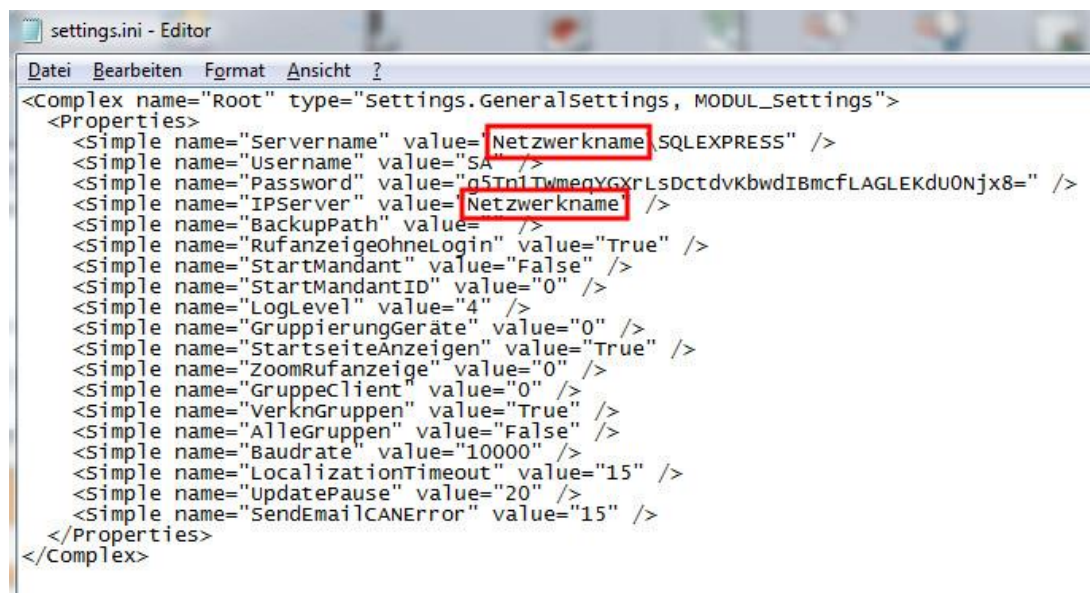 settings.ini - Editor
Datei Bearbeiten Format Ansicht ?
<Complex name="Root" type="Settings.GeneralSettings, MODUL_Settings">
<Properties>
<Simple name="Servername" value="Netzwerkname\SQLEXPRESS" />
<Simple name="Username" value="SA" />
<Simple name="Password" value="g5Tn1TWmeqYGXrLsDctdvKbwdIBmcfLAGLEKdU0Njx8=" />
<Simple name="IPServer" value="Netzwerkname" />
<Simple name="BackupPath" value="" />
<Simple name="RufanzeigeOhneLogin" value="True" />
<Simple name="StartMandant" value="False" />
<Simple name="StartMandantID" value="0" />
<Simple name="LogLevel" value="4" />
<Simple name="GruppierungGeräte" value="0" />
<Simple name="StartseiteAnzeigen" value="True" />
<Simple name="ZoomRufanzeige" value="0" />
<Simple name="GruppeClient" value="0" />
<Simple name="VerknGruppen" value="True" />
<Simple name="AlleGruppen" value="False" />
<Simple name="Baudrate" value="10000" />
<Simple name="LocalizationTimeout" value="15" />
<Simple name="UpdatePause" value="20" />
<Simple name="SendEmailCANError" value="15" />
</Properties>
</Complex>